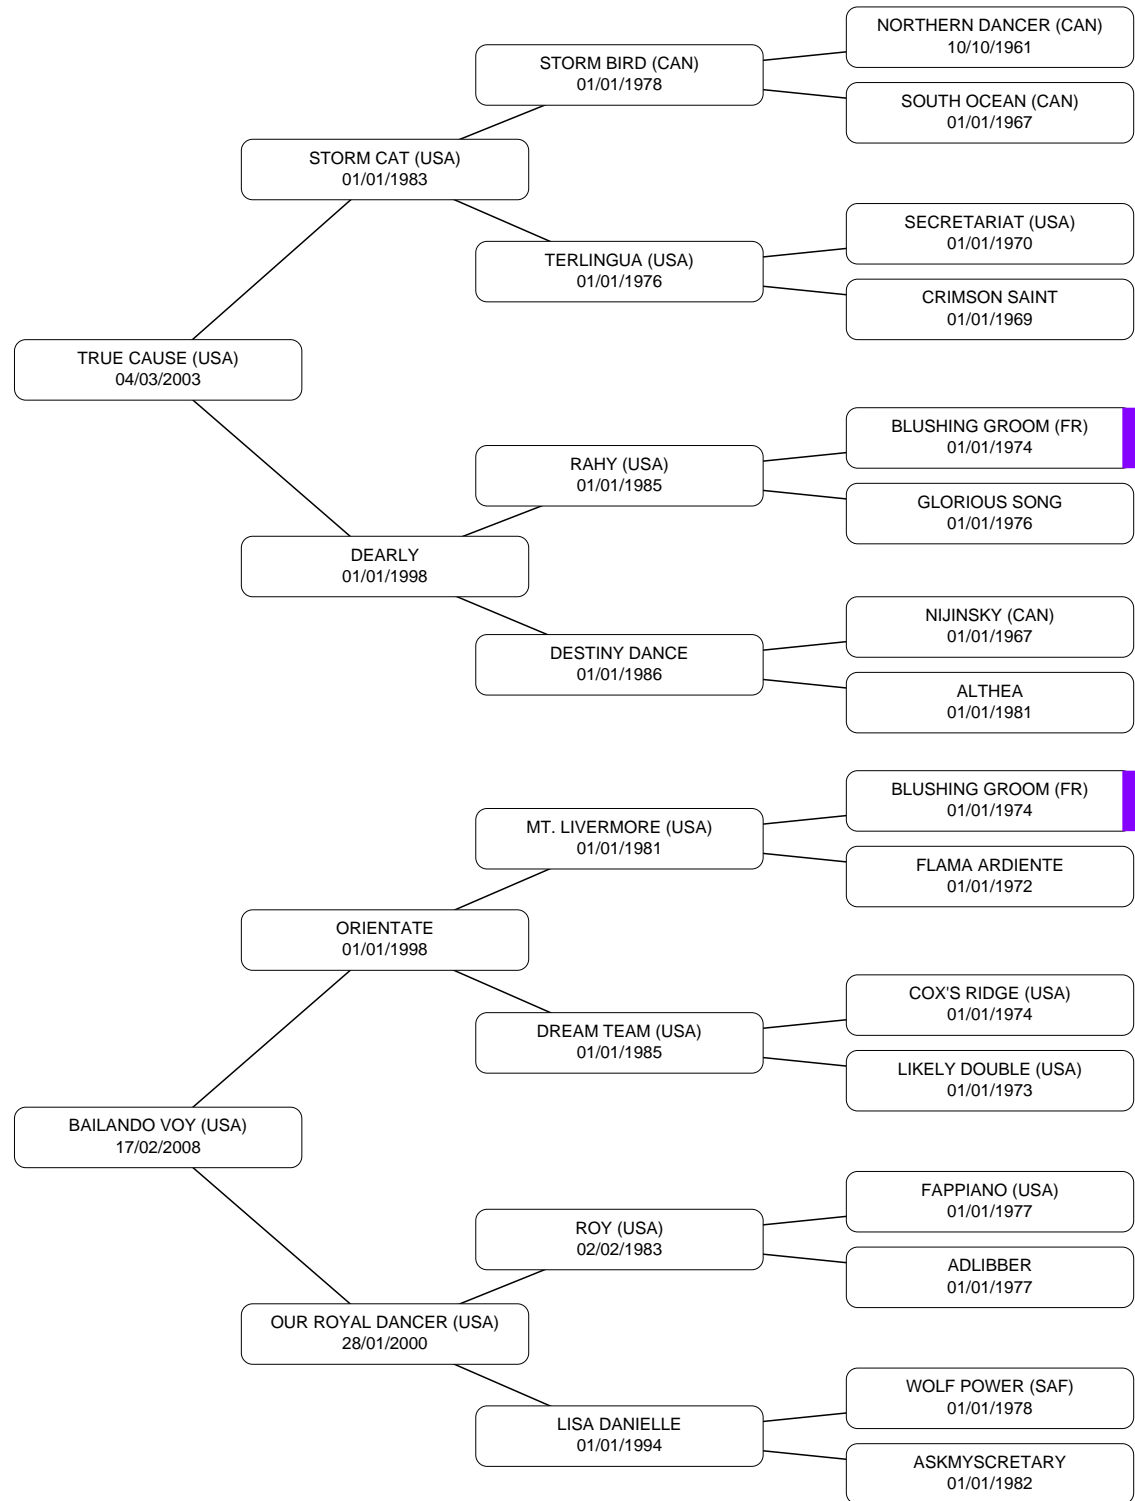 NORTHERN DANCER (CAN)
10/10/1961
STORM BIRD (CAN)
01/01/1978
SOUTH OCEAN (CAN)
01/01/1967
STORM CAT (USA)
01/01/1983
SECRETARIAT (USA)
01/01/1970
TERLINGUA (USA)
01/01/1976
CRIMSON SAINT
01/01/1969
TRUE CAUSE (USA)
04/03/2003
BLUSHING GROOM (FR)
01/01/1974
RAHY (USA)
01/01/1985
GLORIOUS SONG
01/01/1976
DEARLY
01/01/1998
NIJINSKY (CAN)
01/01/1967
DESTINY DANCE
01/01/1986
ALTHEA
01/01/1981
BLUSHING GROOM (FR)
01/01/1974
MT. LIVERMORE (USA)
01/01/1981
FLAMA ARDIENTE
01/01/1972
ORIENTATE
01/01/1998
COX'S RIDGE (USA)
01/01/1974
DREAM TEAM (USA)
01/01/1985
LIKELY DOUBLE (USA)
01/01/1973
BAILANDO VOY (USA)
17/02/2008
FAPPIANO (USA)
01/01/1977
ROY (USA)
02/02/1983
ADLIBBER
01/01/1977
OUR ROYAL DANCER (USA)
28/01/2000
WOLF POWER (SAF)
01/01/1978
LISA DANIELLE
01/01/1994
ASKMYSCRETARY
01/01/1982